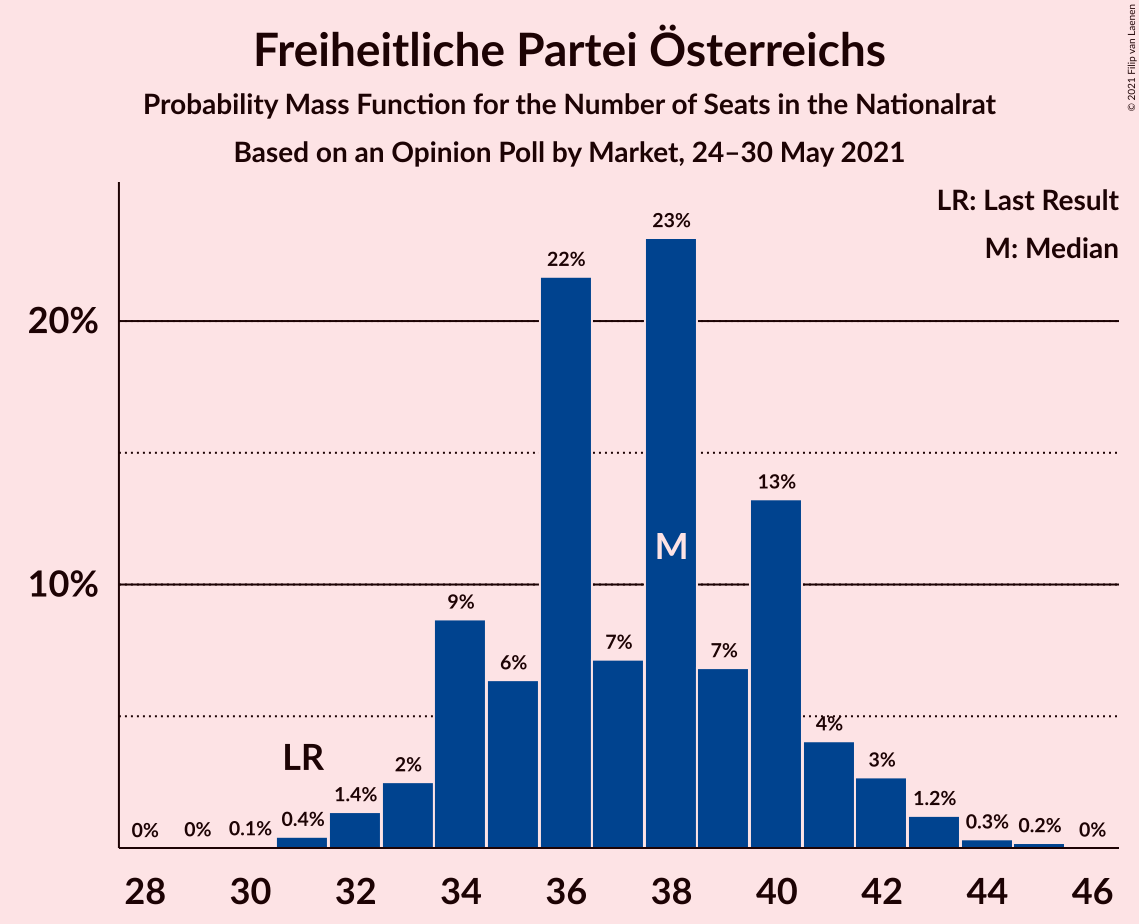 Freiheitliche Partei Österreichs
Probability Mass Function for the Number of Seats in the Nationalrat
Based on an Opinion Poll by Market, 24–30 May 2021
© 2021 Filip van Laenen
LR: Last Result
M: Median
20%
10%
0%
0%
0.1%
0.4%
1.4%
2%
9%
6%
22%
7%
23%
7%
13%
4%
3%
1.2%
0.3%
0.2%
0%
LR
M
28 30 32 34 36 38 40 42 44 46